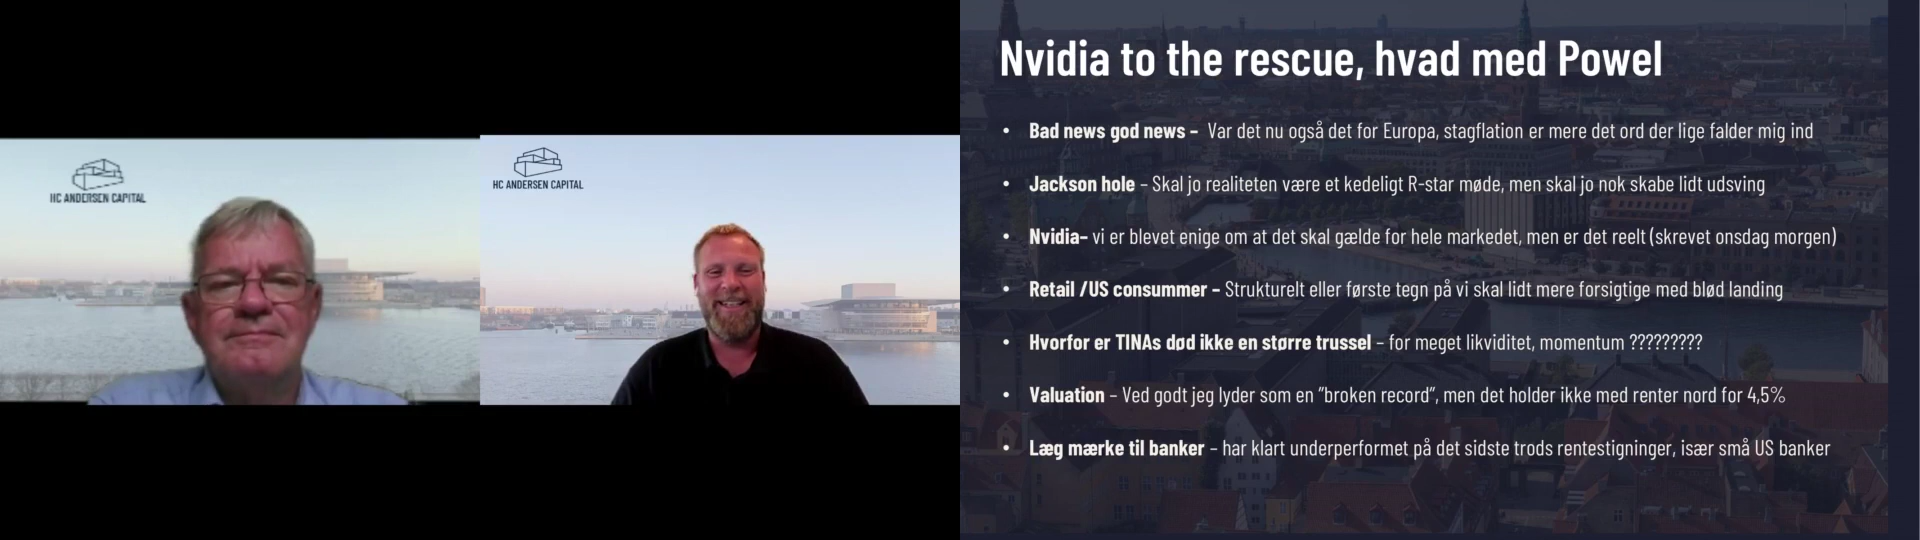 HC ANDERSEN CAPITAL
HC ANDERSEN CAPITAL
Nvidia to the rescue, hvad med Powel
• Bad news god news – Var det nu også det for Europa, stagflation er mere det ord der lige falder mig ind
• Jackson hole – Skal jo realiteten være et kedeligt R-star møde, men skal jo nok skabe lidt udsving
• Nvidia– vi er blevet enige om at det skal gælde for hele markedet, men er det reelt (skrevet onsdag morgen)
• Retail /US consummer – Strukturelt eller første tegn på vi skal lidt mere forsigtige med blød landing
• Hvorfor er TINAs død ikke en større trussel – for meget likviditet, momentum ?????????
• Valuation – Ved godt jeg lyder som en ”broken record”, men det holder ikke med renter nord for 4,5%
• Læg mærke til banker – har klart underperformet på det sidste trods rentestigninger, især små US banker